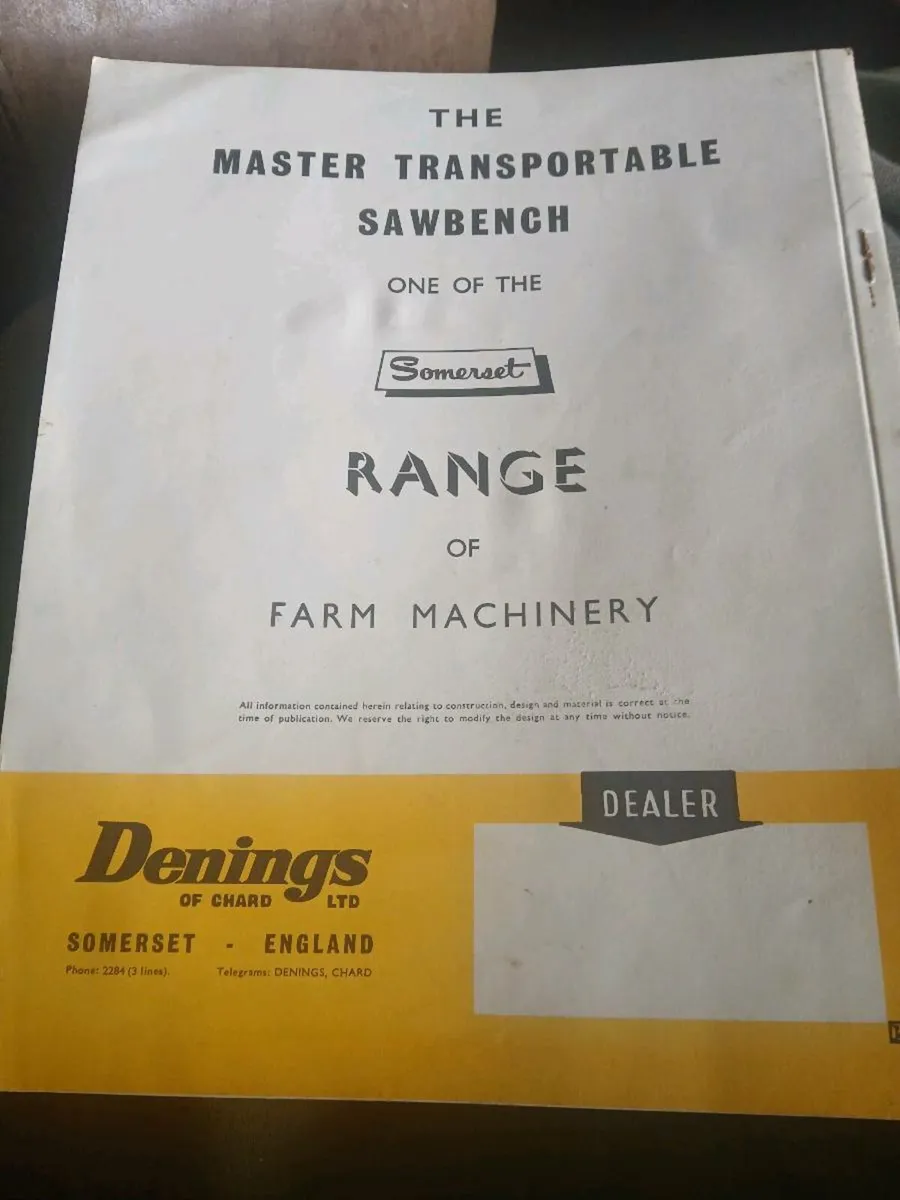 THE
MASTER TRANSPORTABLE
SAWBENCH
ONE OF THE
Somerset
RANGE
OF
FARM MACHINERY
All information contained herein relating to construction, design and material is correct at the
time of publication. We reserve the right to modify the design at any time without notice.
DEALER
Denings
OF CHARD LTD
SOMERSET - ENGLAND
Phone: 2284 (3 lines). Telegrams: DENINGS, CHARD